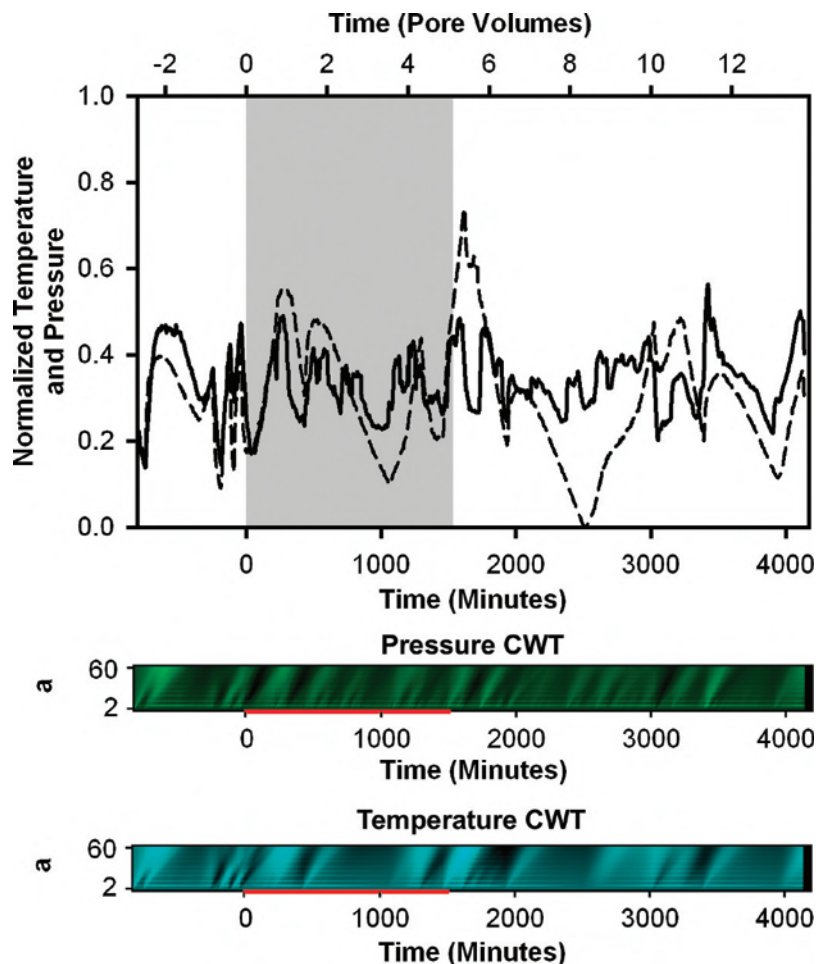 Time (Pore Volumes)
-2 0 2 4 6 8 10 12
Normalized Temperature
and Pressure
1.0
0.8
0.6
0.4
0.2
0.0
0 1000 2000 3000 4000
Time (Minutes)
Pressure CWT
a
60
2
0 1000 2000 3000 4000
Time (Minutes)
Temperature CWT
a
60
2
0 1000 2000 3000 4000
Time (Minutes)